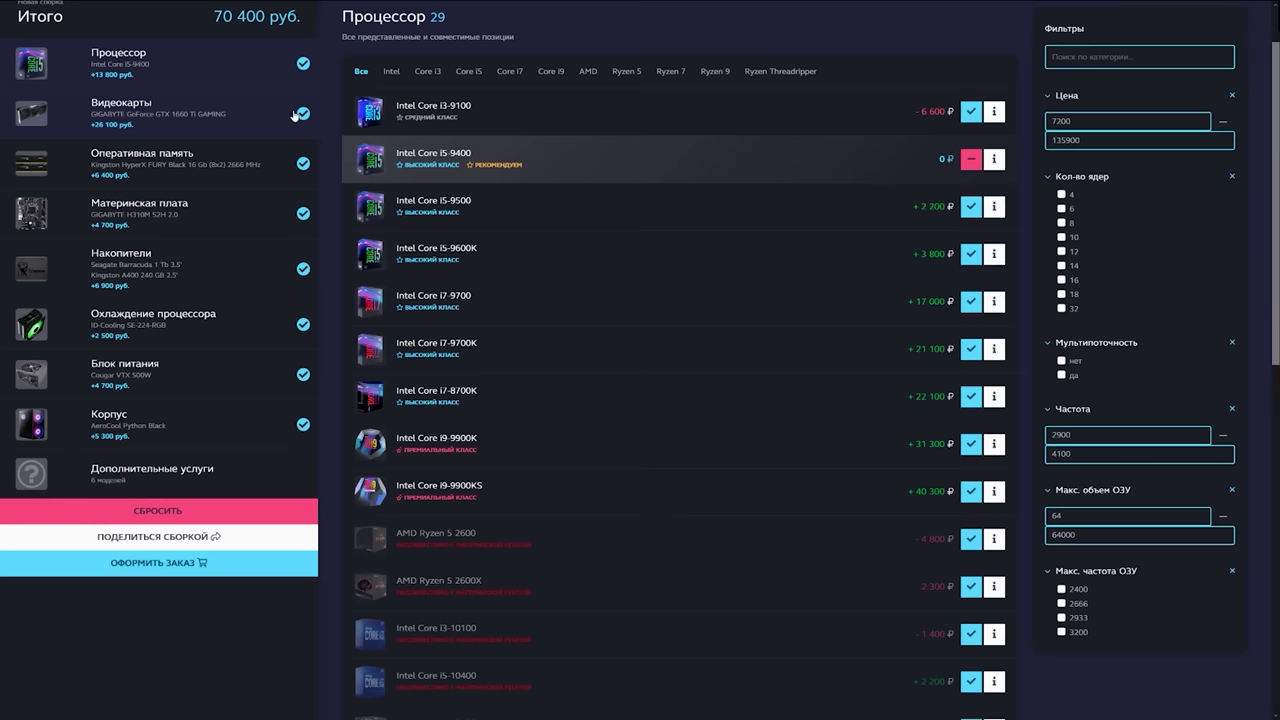 Новая сборка
Итого
70 400 руб.
Процессор
Intel Core i5-9400
+13 800 руб.
Видеокарты
GIGABYTE GeForce GTX 1660 Ti GAMING
+26 100 руб.
Оперативная память
Kingston HyperX FURY Black 16 Gb (8x2) 2666 MHz
+6 400 руб.
Материнская плата
GIGABYTE H310M S2H 2.0
+4 700 руб.
Накопители
Seagate Barracuda 1 Tb 3.5'
Kingston A400 240 GB 2.5'
+6 900 руб.
Охлаждение процессора
ID-Cooling SE-224-RGB
+2 500 руб.
Блок питания
Cougar VTX 500W
+4 700 руб.
Корпус
AeroCool Python Black
+5 300 руб.
Дополнительные услуги
6 моделей
СБРОСИТЬ
ПОДЕЛИТЬСЯ СБОРКОЙ
ОФОРМИТЬ ЗАКАЗ
Процессор 29
Все представленные и совместимые позиции
Все Intel Core i3 Core i5 Core i7 Core i9 AMD Ryzen 5 Ryzen 7 Ryzen 9 Ryzen Threadripper
Intel Core i3-9100
СРЕДНИЙ КЛАСС
- 6 600 ₽
Intel Core i5-9400
ВЫСОКИЙ КЛАСС РЕКОМЕНДУЕМ
0 ₽
Intel Core i5-9500
ВЫСОКИЙ КЛАСС
+ 2 200 ₽
Intel Core i5-9600K
ВЫСОКИЙ КЛАСС
+ 3 800 ₽
Intel Core i7-9700
ВЫСОКИЙ КЛАСС
+ 17 000 ₽
Intel Core i7-9700K
ВЫСОКИЙ КЛАСС
+ 21 100 ₽
Intel Core i7-8700K
ВЫСОКИЙ КЛАСС
+ 22 100 ₽
Intel Core i9-9900K
ПРЕМИАЛЬНЫЙ КЛАСС
+ 31 300 ₽
Intel Core i9-9900KS
ПРЕМИАЛЬНЫЙ КЛАСС
+ 40 300 ₽
AMD Ryzen 5 2600
НЕСОВМЕСТИМО С МАТЕРИНСКОЙ ПЛАТОЙ
- 4 800 ₽
AMD Ryzen 5 2600X
НЕСОВМЕСТИМО С МАТЕРИНСКОЙ ПЛАТОЙ
2 300 ₽
Intel Core i3-10100
НЕСОВМЕСТИМО С МАТЕРИНСКОЙ ПЛАТОЙ
- 1 400 ₽
Intel Core i5-10400
НЕСОВМЕСТИМО С МАТЕРИНСКОЙ ПЛАТОЙ
+ 2 200 ₽
Фильтры
Поиск по категории...
Цена
7200 —
135900
Кол-во ядер
4
6
8
10
12
14
16
18
32
Мультипоточность
нет
да
Частота
2900 —
4100
Макс. объем ОЗУ
64 —
64000
Макс. частота ОЗУ
2400
2666
2933
3200